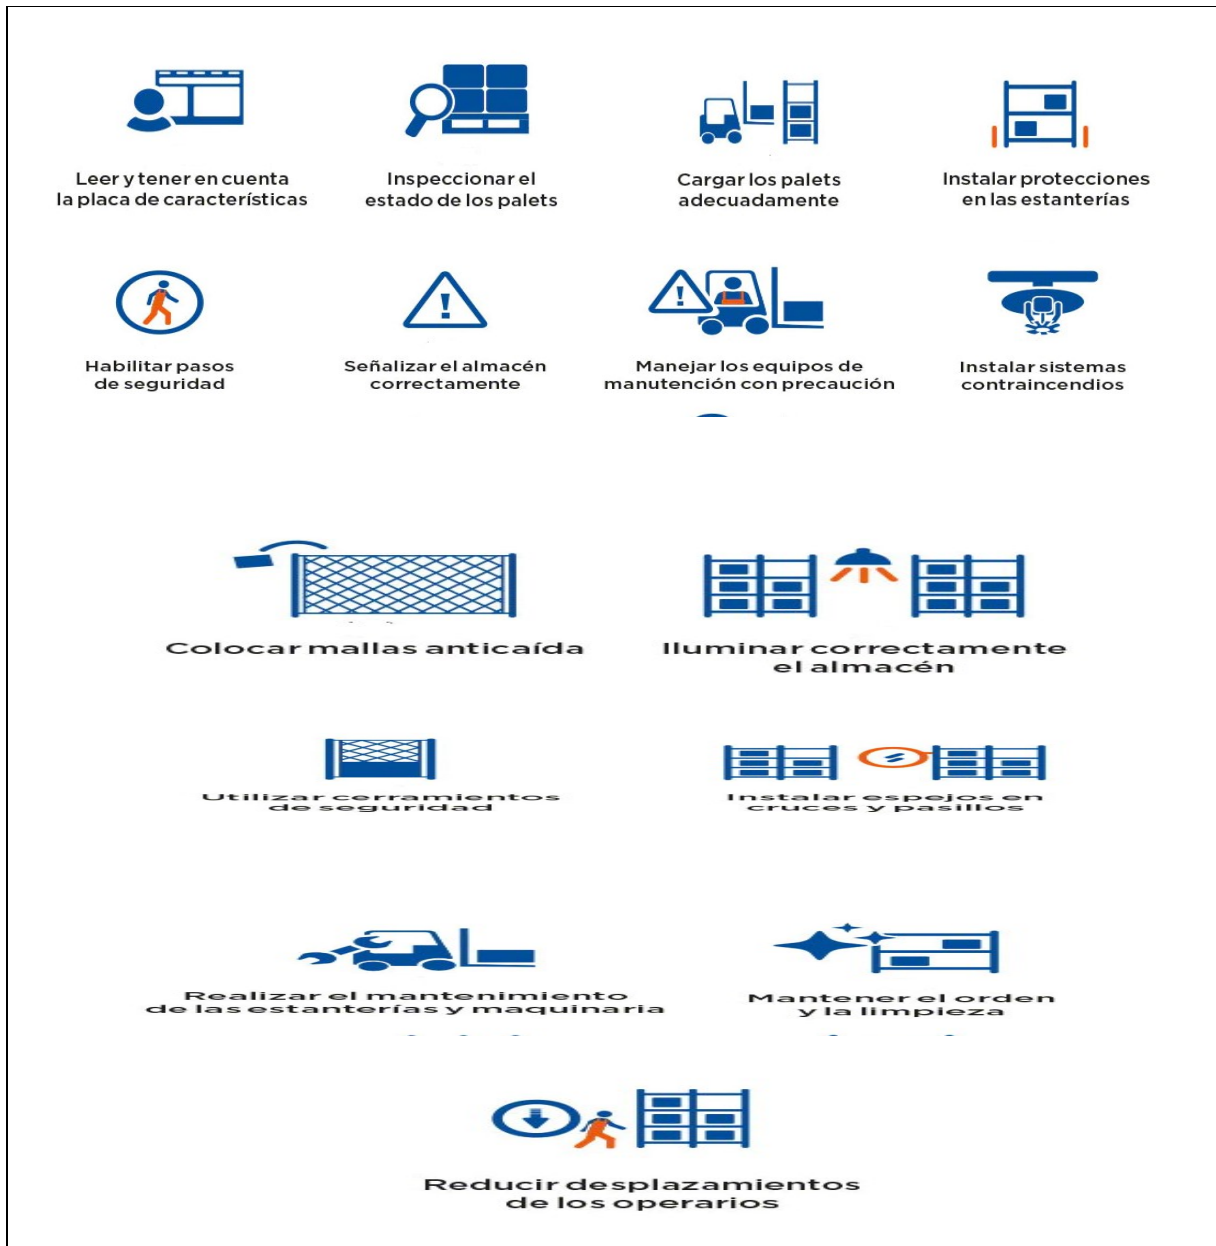 Leer y tener en cuenta
la placa de características
Inspeccionar el
estado de los palets
Cargar los palets
adecuadamente
Instalar protecciones
en las estanterías
Habilitar pasos
de seguridad
Señalizar el almacén
correctamente
Manejar los equipos de
manutención con precaución
Instalar sistemas
contraincendios
Colocar mallas anticaída
Iluminar correctamente
el almacén
Utilizar cerramientos
de seguridad
Instalar espejos en
cruces y pasillos
Realizar el mantenimiento
de las estanterías y maquinaria
Mantener el orden
y la limpieza
Reducir desplazamientos
de los operarios